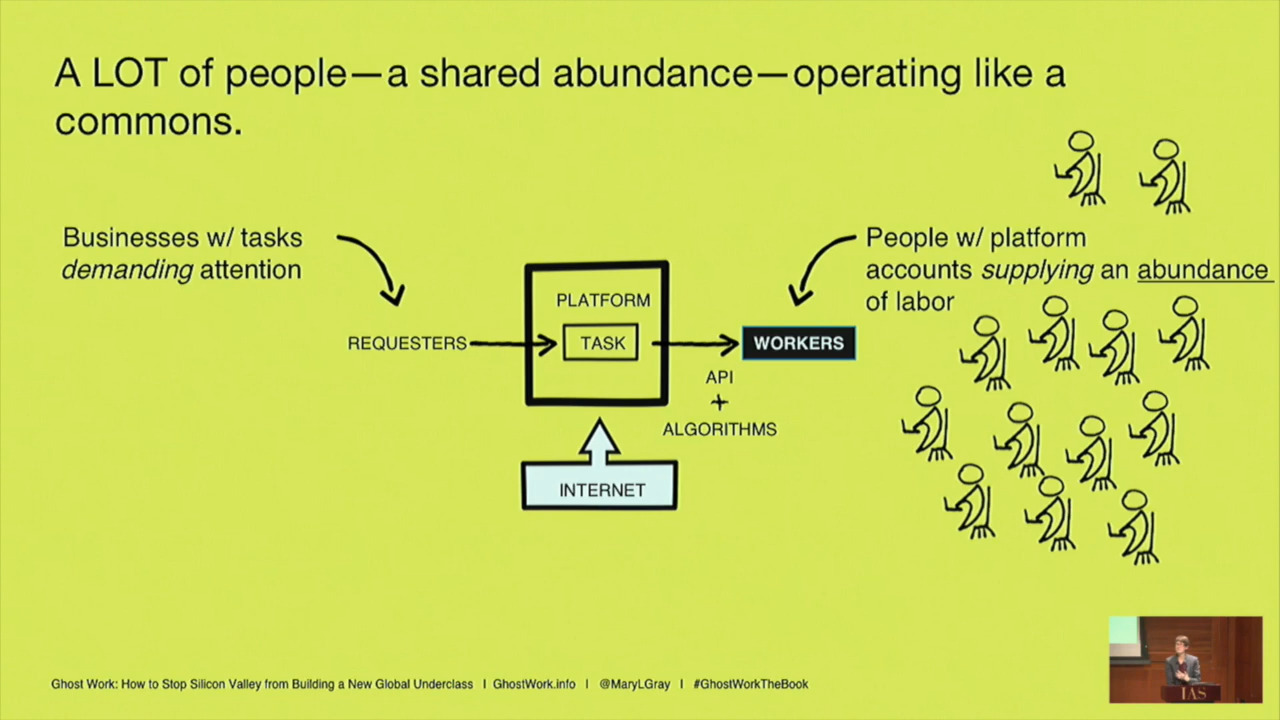 A LOT of people—a shared abundance—operating like a
commons.
Businesses w/ tasks
demanding attention
People w/ platform
accounts supplying an abundance
of labor
PLATFORM
REQUESTERS
TASK
WORKERS
API
+
ALGORITHMS
INTERNET
Ghost Work: How to Stop Silicon Valley from Building a New Global Underclass | GhostWork.info | @MaryLGray | #GhostWorkTheBook
IAS